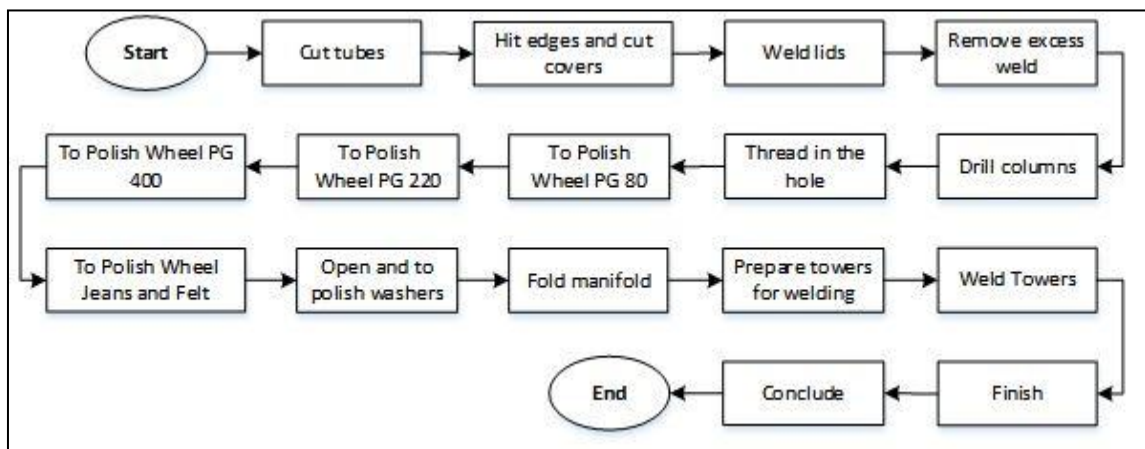 Start
Cut tubes
Hit edges and cut
covers
Weld lids
Remove excess
weld
Drill columns
Thread in the
hole
To Polish
Wheel PG 80
To Polish
Wheel PG 220
To Polish Wheel PG
400
To Polish Wheel
Jeans and Felt
Open and to
polish washers
Fold manifold
Prepare towers
for welding
Weld Towers
Finish
Conclude
End